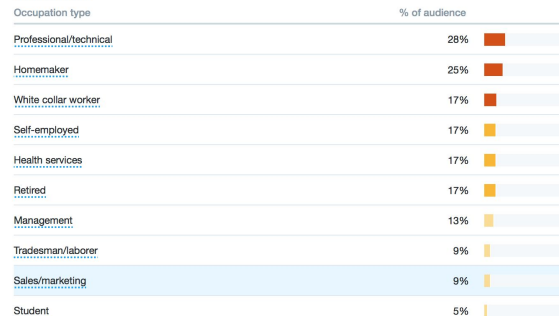 Occupation type % of audience
Professional/technical 28%
Homemaker 25%
White collar worker 17%
Self-employed 17%
Health services 17%
Retired 17%
Management 13%
Tradesman/laborer 9%
Sales/marketing 9%
Student 5%